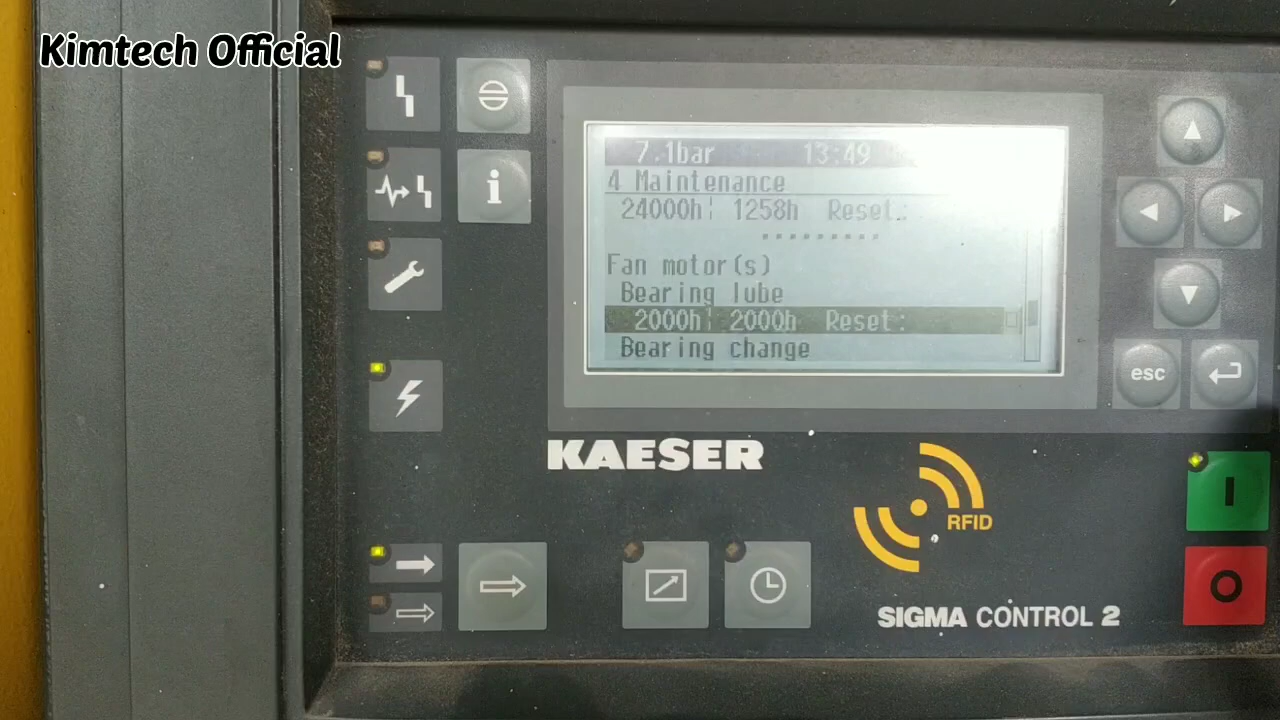 Kimtech Official
7.1bar 13:49
4 Maintenance
24000h¦ 1258h Reset:
Fan motor(s)
Bearing lube
2000h¦ 2000h Reset:
Bearing change
i
esc
KAESER
RFID
SIGMA CONTROL 2
I
O